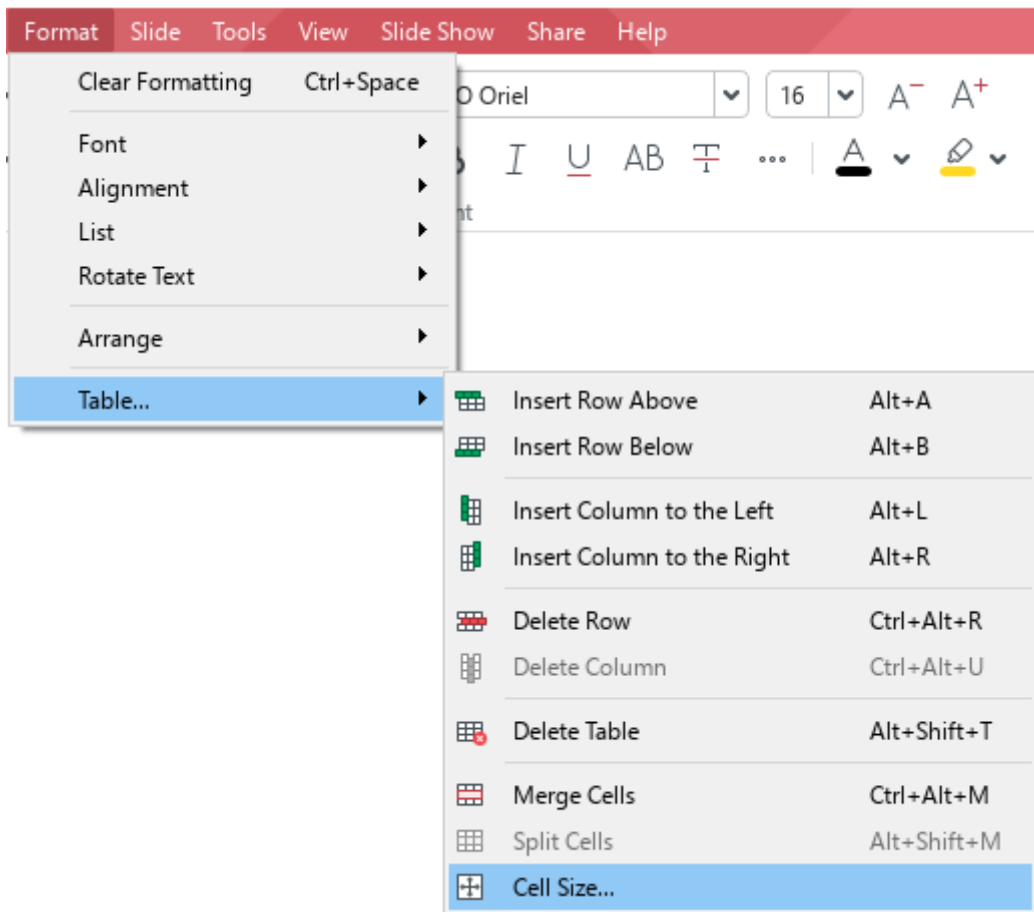 Format Slide Tools View Slide Show Share Help
Clear Formatting Ctrl+Space
O Oriel 16 A− A+
Font
I U AB T ... A
Alignment
List
Rotate Text
Arrange
Table...
Insert Row Above Alt+A
Insert Row Below Alt+B
Insert Column to the Left Alt+L
Insert Column to the Right Alt+R
Delete Row Ctrl+Alt+R
Delete Column Ctrl+Alt+U
Delete Table Alt+Shift+T
Merge Cells Ctrl+Alt+M
Split Cells Alt+Shift+M
Cell Size...